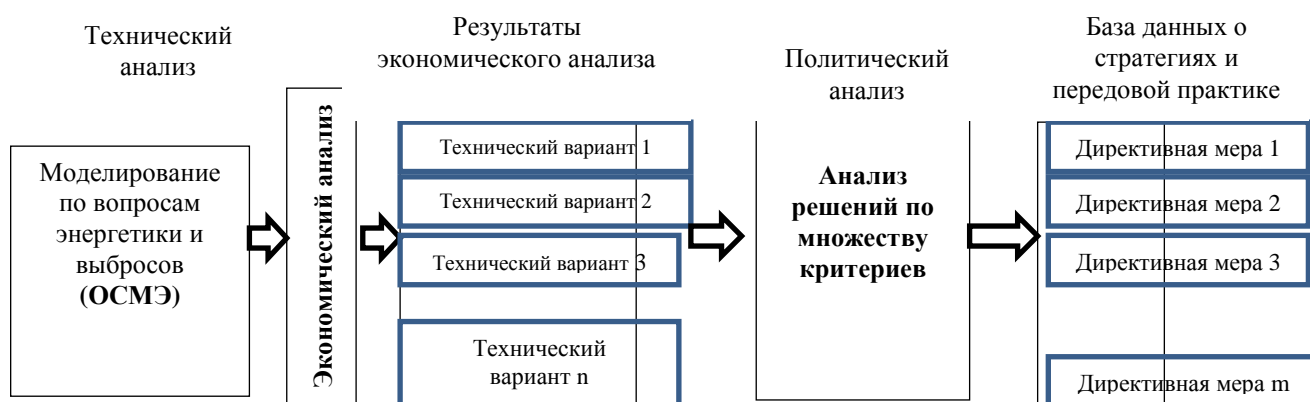 Технический
анализ
Моделирование
по вопросам
энергетики и
выбросов
(ОСМЭ)
Экономический анализ
Результаты
экономического анализа
Технический вариант 1
Технический вариант 2
Технический вариант 3
Технический
вариант n
Политический
анализ
Анализ
решений по
множеству
критериев
База данных о
стратегиях и
передовой практике
Директивная мера 1
Директивная мера 2
Директивная мера 3
Директивная мера m